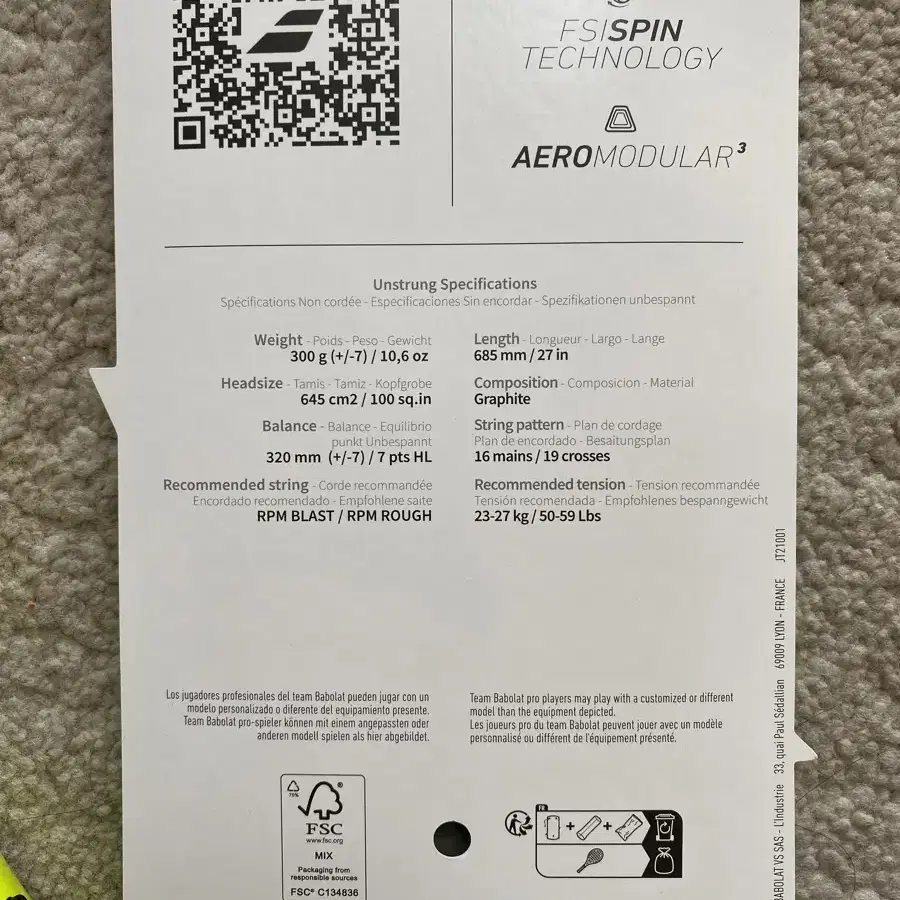 FSISPIN
TECHNOLOGY
AEROMODULAR³
Unstrung Specifications
Spécifications Non cordée - Especificaciones Sin encordar - Spezifikationen unbespannt
Weight - Poids - Peso - Gewicht
300 g (+/-7) / 10,6 oz
Headsize - Tamis - Tamiz - Kopfgrobe
645 cm2 / 100 sq.in
Balance - Balance - Equilibrio
punkt Unbespannt
320 mm (+/-7) / 7 pts HL
Recommended string - Corde recommandée
Encordado recomendado - Empfohlene saite
RPM BLAST / RPM ROUGH
Length - Longueur - Largo - Lange
685 mm / 27 in
Composition - Composicion - Material
Graphite
String pattern - Plan de cordage
Plan de encordado - Besaitungsplan
16 mains / 19 crosses
Recommended tension - Tension recommandée
Tensión recomendada - Empfohlenes bespanngewicht
23-27 kg / 50-59 Lbs
Los jugadores profesionales del team Babolat pueden jugar con un
modelo personalizado o diferente del equipamiento presente.
Team Babolat pro-spieler können mit einem angepassten oder
anderen modell spielen als hier abgebildet.
Team Babolat pro players may play with a customized or different
model than the equipment depicted.
Les joueurs pro du team Babolat peuvent jouer avec un modèle
personnalisé ou différent de l'équipement présenté.
70%
FSC
www.fsc.org
MIX
Packaging from
responsible sources
FSC® C134836
FR
+ +
BABOLAT VS SAS - L'Industrie 33, quai Paul Sédallian 69009 LYON - FRANCE JT21001